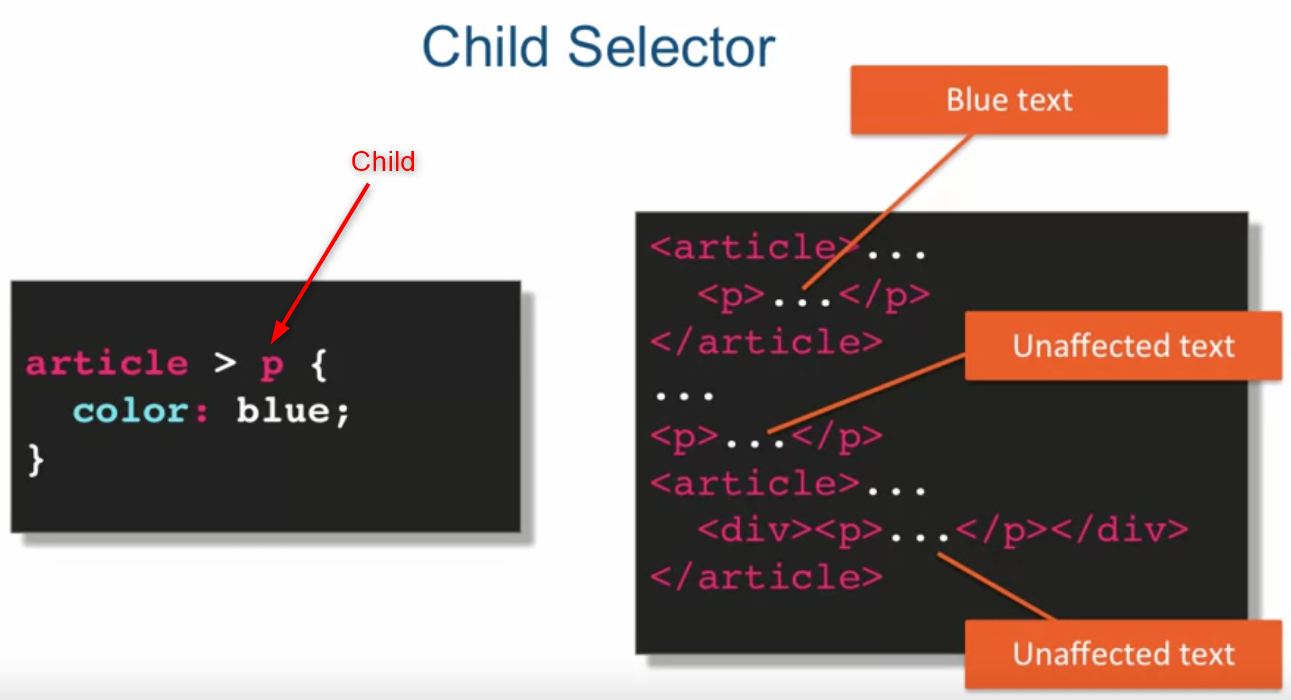 Child Selector
Blue text
Child
article > p {
  color: blue;
}
<article>...
  <p>...</p>
</article>
Unaffected text
...
<p>...</p>
<article>...
  <div><p>...</p></div>
</article>
Unaffected text